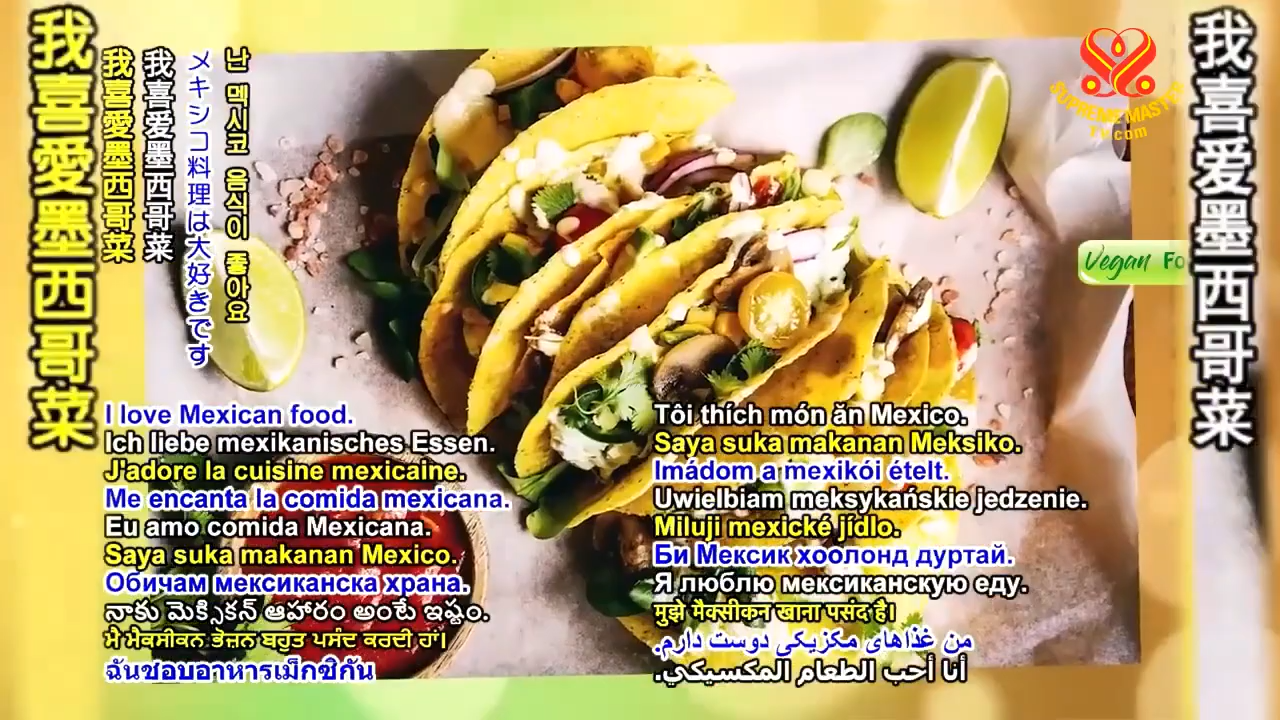 我喜愛墨西哥菜
我喜愛墨西哥菜
我喜爱墨西哥菜
メキシコ料理は大好きです
난 멕시코 음식이 좋아요
SUPREME MASTER
TV.com
Vegan Fo
我喜爱墨西哥菜
I love Mexican food.
Ich liebe mexikanisches Essen.
J'adore la cuisine mexicaine.
Me encanta la comida mexicana.
Eu amo comida Mexicana.
Saya suka makanan Mexico.
Обичам мексиканска храна.
నాకు మెక్సికన్ ఆహారం అంటే ఇష్టం.
ਮੈਂ ਮੈਕਸੀਕਨ ਭੋਜਨ ਬਹੁਤ ਪਸੰਦ ਕਰਦੀ ਹਾਂ।
ฉันชอบอาหารเม็กซิกัน
Tôi thích món ăn Mexico.
Saya suka makanan Meksiko.
Imádom a mexikói ételt.
Uwielbiam meksykańskie jedzenie.
Miluji mexické jídlo.
Би Мексик хоолонд дуртай.
Я люблю мексиканскую еду.
मुझे मैक्सीकन खाना पसंद है।
من غذاهای مکزیکی دوست دارم.
أنا أحب الطعام المكسيكي.